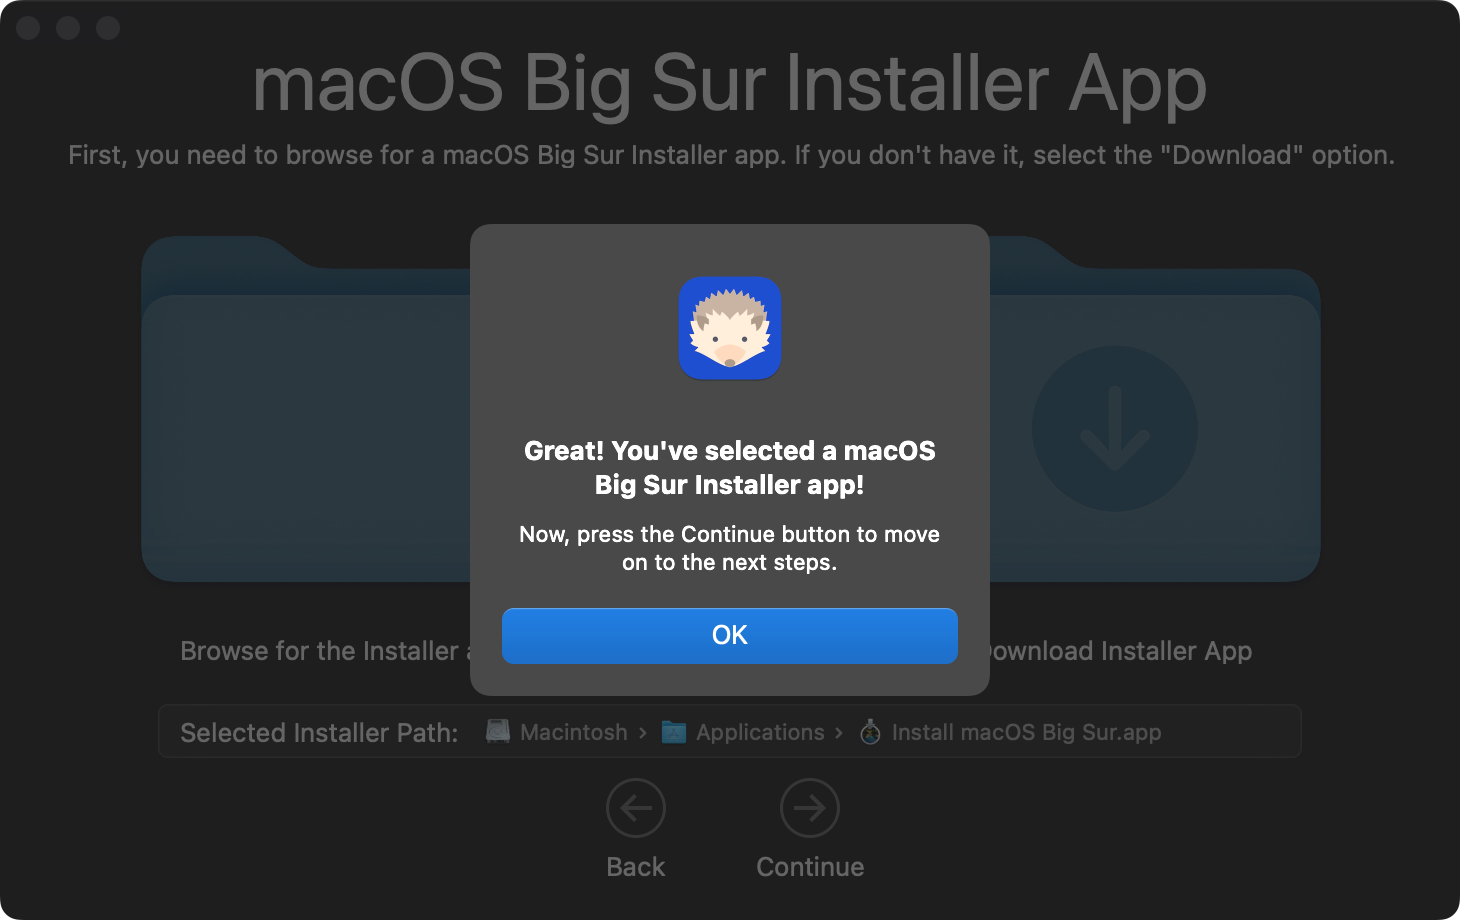 macOS Big Sur Installer App
First, you need to browse for a macOS Big Sur Installer app. If you don't have it, select the "Download" option.
Great! You've selected a macOS
Big Sur Installer app!
Now, press the Continue button to move
on to the next steps.
OK
Browse for the Installer
Download Installer App
Selected Installer Path: Macintosh › Applications › Install macOS Big Sur.app
Back
Continue